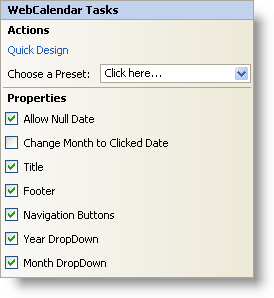 WebCalendar Tasks
Actions
Quick Design
Choose a Preset: Click here...
Properties
Allow Null Date
Change Month to Clicked Date
Title
Footer
Navigation Buttons
Year DropDown
Month DropDown